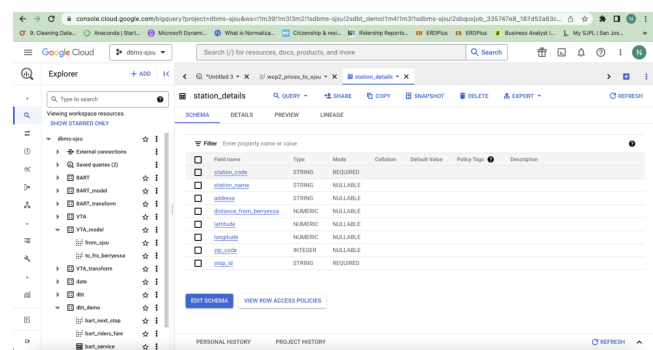 console.cloud.google.com/bigquery?project=dbms-sjsu&ws=!1m39!1m3!3m2!1sdbms-sjsu!2sdbt_demo!1m4!1m3!1sdbms-sjsu!2sbquxjob_335747e8_187d52a83c...
9. Cleaning Data... Anaconda | Start... Microsoft Dynami... What is Normaliza... Citizenship & resi... Ridership Reports... ERDPlus ERDPlus Business Analyst I... My SJPL | San Jos...
Google Cloud dbms-sjsu Search (/) for resources, docs, products, and more Search N
Explorer + ADD *Untitled 3 wop2_prices_to_sjsu station_details
Type to search
station_details QUERY SHARE COPY SNAPSHOT DELETE EXPORT REFRESH
Viewing workspace resources.
SHOW STARRED ONLY
SCHEMA DETAILS PREVIEW LINEAGE
dbms-sjsu
External connections
Saved queries (2)
BART
BART_model
BART_transform
VTA
VTA_model
from_sjsu
to_fro_berryessa
VTA_transform
date
dbt
dbt_demo
bart_next_stop
bart_riders_fare
bart_service
Filter Enter property name or value
Field name Type Mode Collation Default Value Policy Tags Description
station_code STRING REQUIRED
station_name STRING NULLABLE
address STRING NULLABLE
distance_from_berryessa NUMERIC NULLABLE
lattitude NUMERIC NULLABLE
longitude NUMERIC NULLABLE
zip_code INTEGER NULLABLE
stop_id STRING REQUIRED
EDIT SCHEMA VIEW ROW ACCESS POLICIES
PERSONAL HISTORY PROJECT HISTORY REFRESH